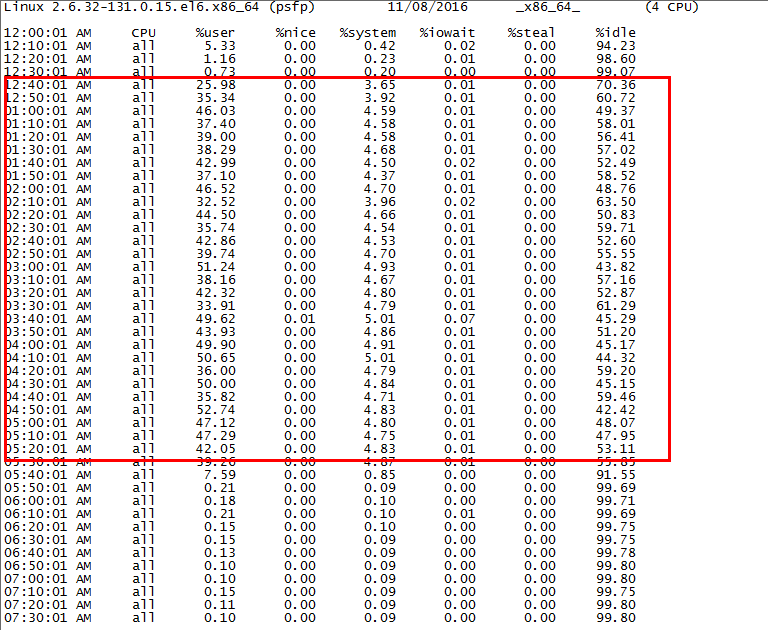 Linux 2.6.32-131.0.15.el6.x86_64 (psfp) 11/08/2016 _x86_64_ (4 CPU)
12:00:01 AM CPU %user %nice %system %iowait %steal %idle
12:10:01 AM all 5.33 0.00 0.42 0.02 0.00 94.23
12:20:01 AM all 1.16 0.00 0.23 0.01 0.00 98.60
12:30:01 AM all 0.73 0.00 0.20 0.00 0.00 99.07
12:40:01 AM all 25.98 0.00 3.65 0.01 0.00 70.36
12:50:01 AM all 35.34 0.00 3.92 0.01 0.00 60.72
01:00:01 AM all 46.03 0.00 4.59 0.01 0.00 49.37
01:10:01 AM all 37.40 0.00 4.58 0.01 0.00 58.01
01:20:01 AM all 39.00 0.00 4.58 0.01 0.00 56.41
01:30:01 AM all 38.29 0.00 4.68 0.01 0.00 57.02
01:40:01 AM all 42.99 0.00 4.50 0.02 0.00 52.49
01:50:01 AM all 37.10 0.00 4.37 0.01 0.00 58.52
02:00:01 AM all 46.52 0.00 4.70 0.01 0.00 48.76
02:10:01 AM all 32.52 0.00 3.96 0.02 0.00 63.50
02:20:01 AM all 44.50 0.00 4.66 0.01 0.00 50.83
02:30:01 AM all 35.74 0.00 4.54 0.01 0.00 59.71
02:40:01 AM all 42.86 0.00 4.53 0.01 0.00 52.60
02:50:01 AM all 39.74 0.00 4.70 0.01 0.00 55.55
03:00:01 AM all 51.24 0.00 4.93 0.01 0.00 43.82
03:10:01 AM all 38.16 0.00 4.67 0.01 0.00 57.16
03:20:01 AM all 42.32 0.00 4.80 0.01 0.00 52.87
03:30:01 AM all 33.91 0.00 4.79 0.01 0.00 61.29
03:40:01 AM all 49.62 0.01 5.01 0.07 0.00 45.29
03:50:01 AM all 43.93 0.00 4.86 0.01 0.00 51.20
04:00:01 AM all 49.90 0.00 4.91 0.01 0.00 45.17
04:10:01 AM all 50.65 0.00 5.01 0.01 0.00 44.32
04:20:01 AM all 36.00 0.00 4.79 0.01 0.00 59.20
04:30:01 AM all 50.00 0.00 4.84 0.01 0.00 45.15
04:40:01 AM all 35.82 0.00 4.71 0.01 0.00 59.46
04:50:01 AM all 52.74 0.00 4.83 0.01 0.00 42.42
05:00:01 AM all 47.12 0.00 4.80 0.01 0.00 48.07
05:10:01 AM all 47.29 0.00 4.75 0.01 0.00 47.95
05:20:01 AM all 42.05 0.00 4.83 0.01 0.00 53.11
05:30:01 AM all 39.26 0.00 4.87 0.01 0.00 55.85
05:40:01 AM all 7.59 0.00 0.85 0.00 0.00 91.55
05:50:01 AM all 0.21 0.00 0.09 0.00 0.00 99.69
06:00:01 AM all 0.18 0.00 0.10 0.00 0.00 99.71
06:10:01 AM all 0.21 0.00 0.10 0.01 0.00 99.69
06:20:01 AM all 0.15 0.00 0.10 0.00 0.00 99.75
06:30:01 AM all 0.15 0.00 0.09 0.00 0.00 99.75
06:40:01 AM all 0.13 0.00 0.09 0.00 0.00 99.78
06:50:01 AM all 0.10 0.00 0.09 0.00 0.00 99.80
07:00:01 AM all 0.10 0.00 0.09 0.00 0.00 99.80
07:10:01 AM all 0.15 0.00 0.09 0.00 0.00 99.75
07:20:01 AM all 0.11 0.00 0.09 0.00 0.00 99.80
07:30:01 AM all 0.10 0.00 0.09 0.00 0.00 99.80